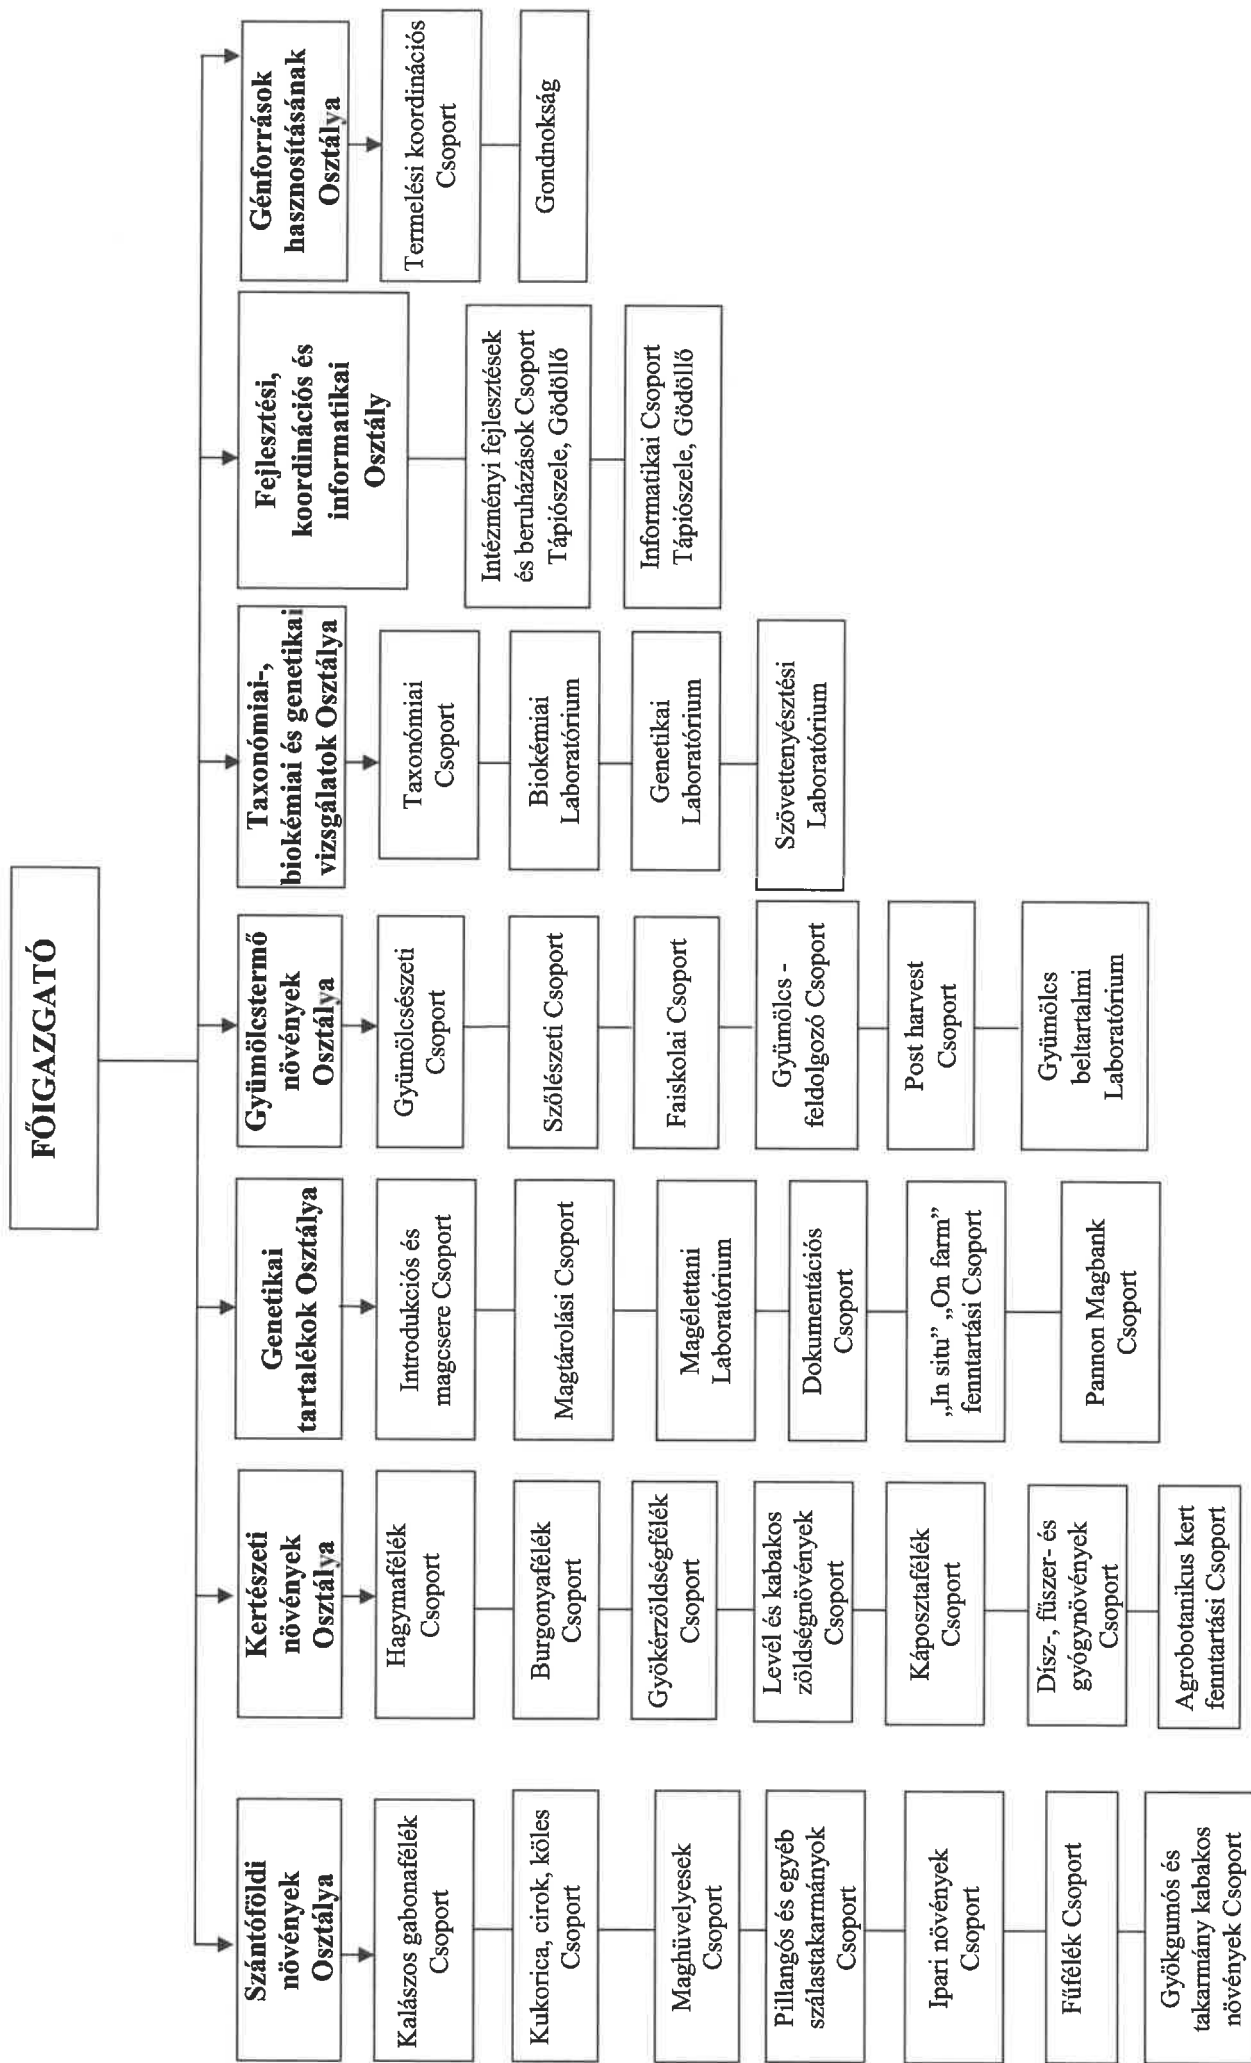 FŐIGAZGATÓ
Szántóföldi
növények
Osztálya
Kalászos gabonafélék
Csoport
Kukorica, cirok, köles
Csoport
Maghüvelyesek
Csoport
Pillangós és egyéb
szálastakarmányok
Csoport
Ipari növények
Csoport
Fűfélék Csoport
Gyökgumós és
takarmány kabakos
növények Csoport
Kertészeti
növények
Osztálya
Hagymafélék
Csoport
Burgonyafélék
Csoport
Gyökérzöldségfélék
Csoport
Levél és kabakos
zöldségnövények
Csoport
Káposztafélék
Csoport
Dísz-, fűszer- és
gyógynövények
Csoport
Agrobotanikus kert
fenntartási Csoport
Genetikai
tartalékok Osztálya
Introdukciós és
magcsere Csoport
Magtárolási Csoport
Magélettani
Laboratórium
Dokumentációs
Csoport
„In situ” „On farm”
fenntartási Csoport
Pannon Magbank
Csoport
Gyümölcstermő
növények
Osztálya
Gyümölcsészeti
Csoport
Szőlészeti Csoport
Faiskolai Csoport
Gyümölcs -
feldolgozó Csoport
Post harvest
Csoport
Gyümölcs
beltartalmi
Laboratórium
Taxonómiai-,
biokémiai és genetikai
vizsgálatok Osztálya
Taxonómiai
Csoport
Biokémiai
Laboratórium
Genetikai
Laboratórium
Szövettenyésztési
Laboratórium
Fejlesztési,
koordinációs és
informatikai
Osztály
Intézményi fejlesztések
és beruházások Csoport
Tápiószele, Gödöllő
Informatikai Csoport
Tápiószele, Gödöllő
Génforrások
hasznosításának
Osztálya
Termelési koordinációs
Csoport
Gondnokság